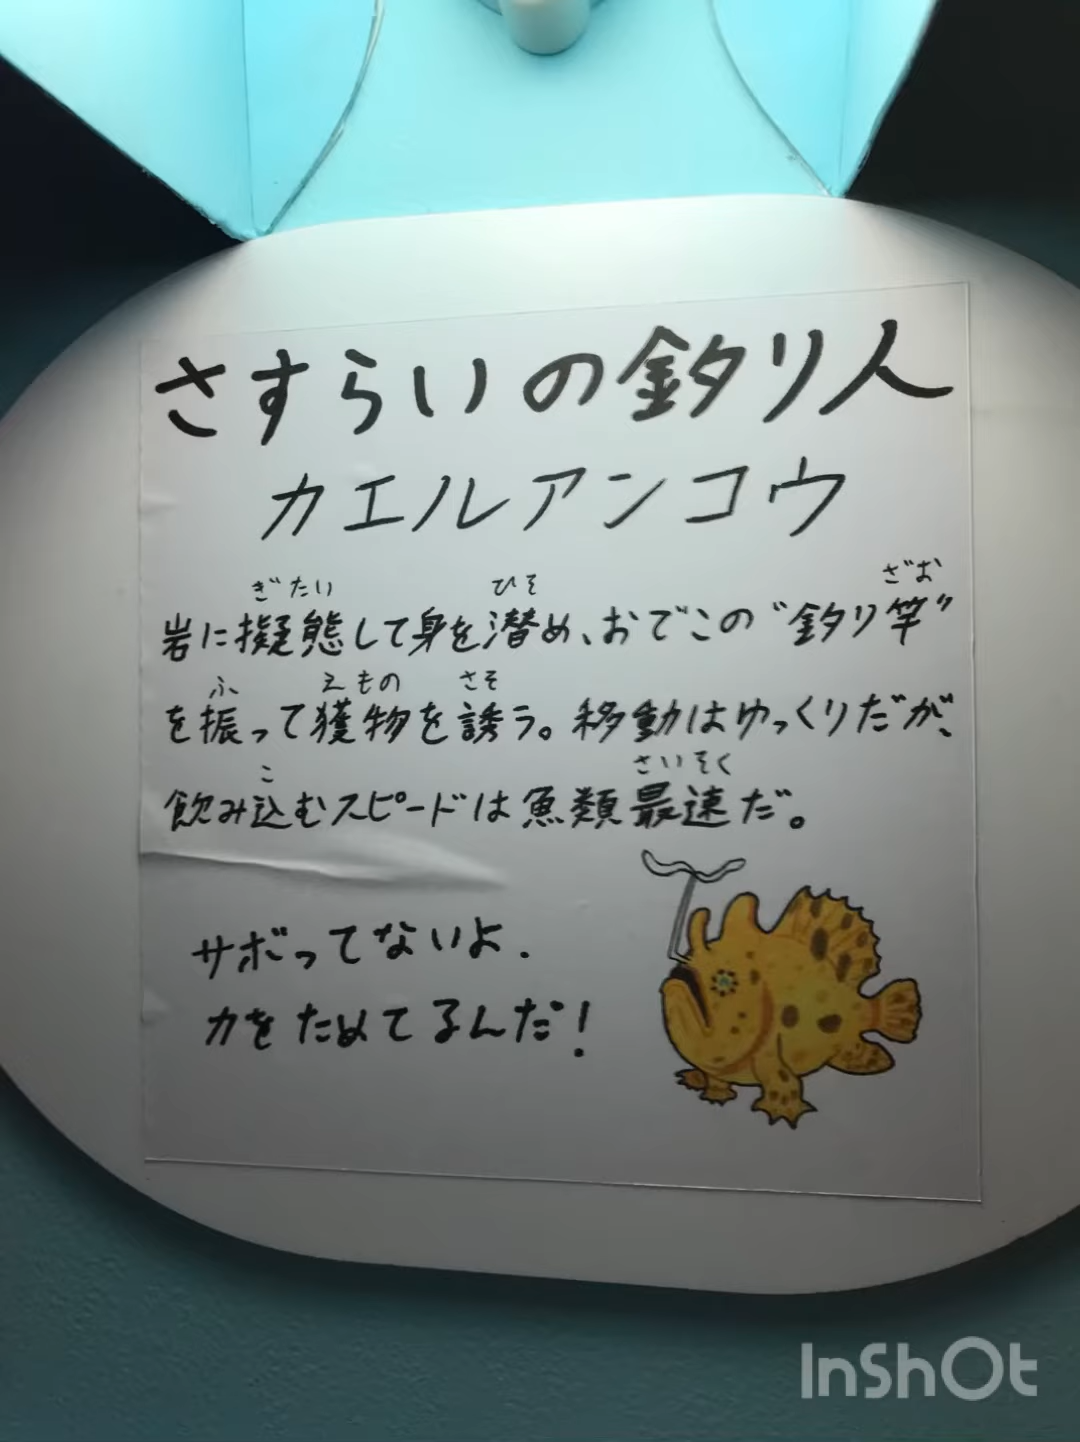 さすらいの釣り人
カエルアンコウ
ぎたい ひそ ざお
岩に擬態して身を潜め、おでこの"釣り竿"
ふ えもの さそ
を振って獲物を誘う。移動はゆっくりだが、
こ さいそく
飲み込むスピードは魚類最速だ。
サボってないよ.
力をためてるんだ!
InShOt